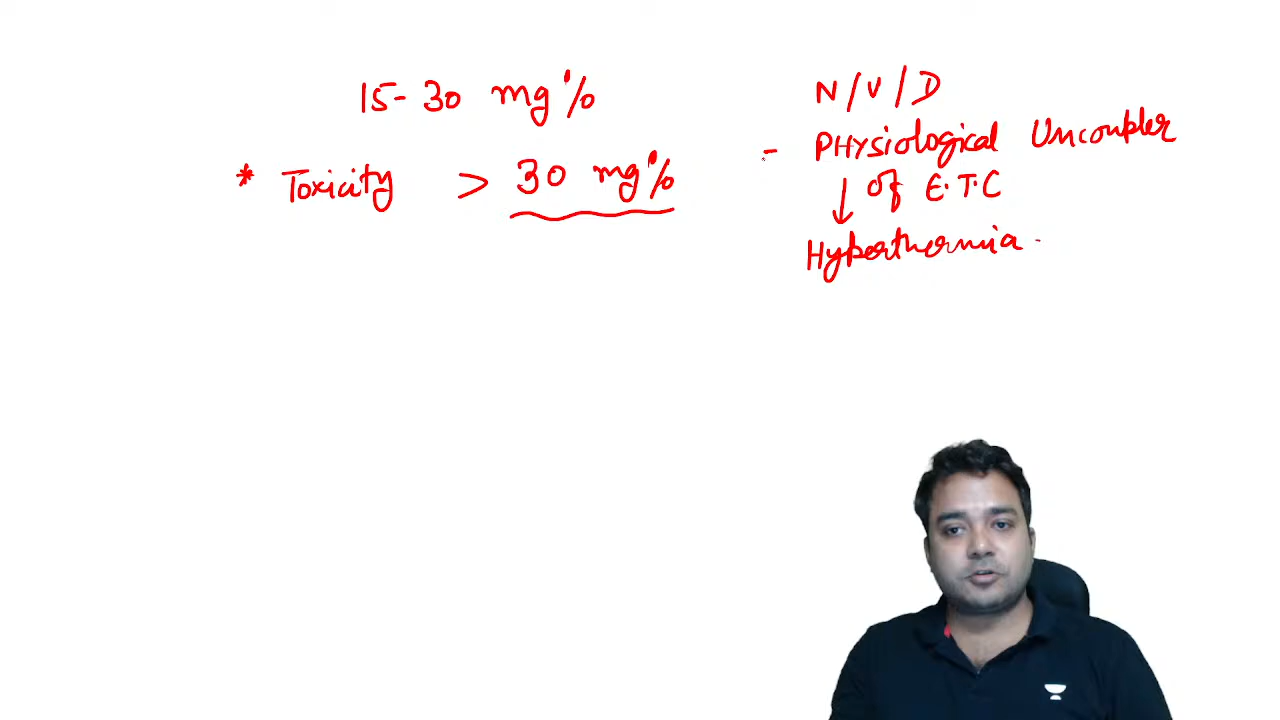 15-30 mg%
* Toxicity > 30 mg%
N/V/D
- PHysiological Uncoupler
↓ Of E.T.C
Hyperthermia.